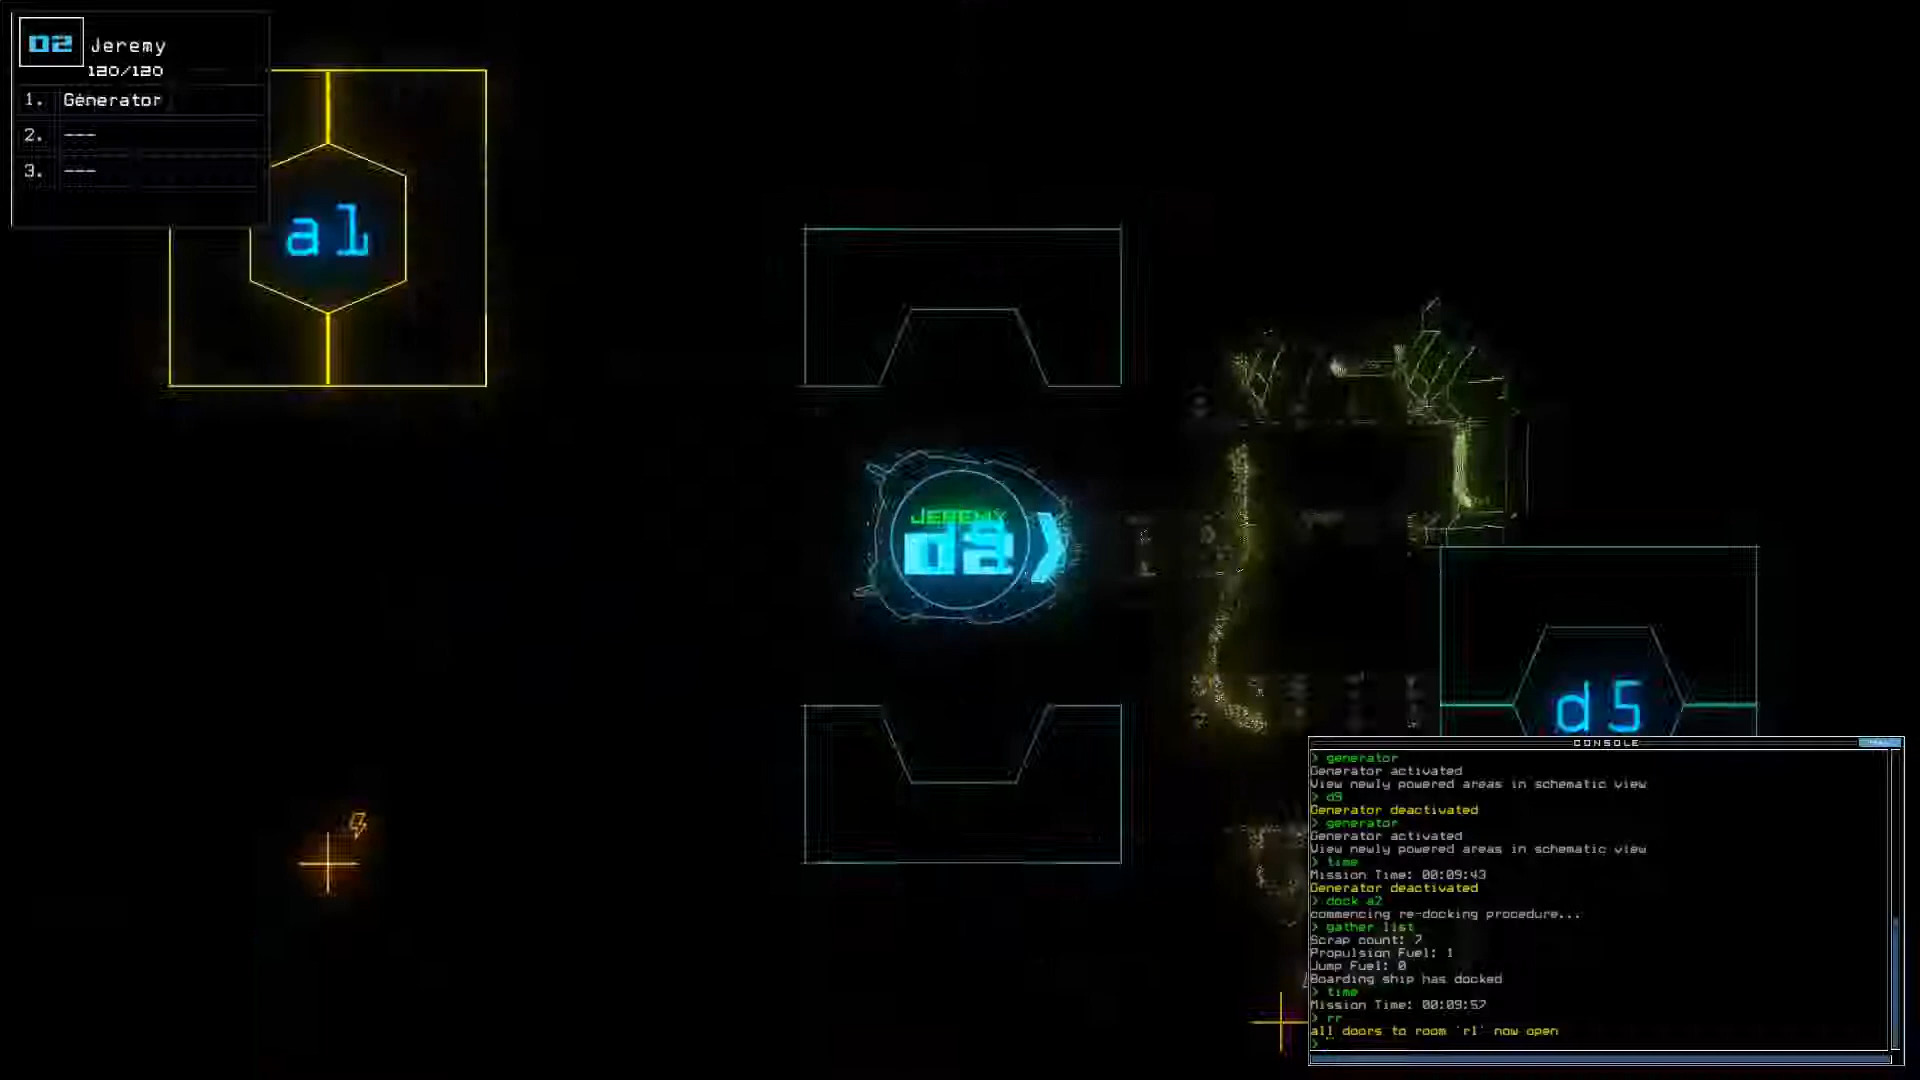 02 Jeremy
120/120
1. Generator
2. ---
3. ---
a1
JEREMY
d5
CONSOLE
> generator
Generator activated
View newly powered areas in schematic view
> d9
Generator deactivated
> generator
Generator activated
View newly powered areas in schematic view
> time
Mission Time: 00:09:43
Generator deactivated
> dock a2
commencing re-docking procedure...
> gather list
Scrap count: 7
Propulsion Fuel: 1
Jump Fuel: 0
Boarding ship has docked
> time
Mission Time: 00:09:57
> rr
all doors to room 'r1' now open
>